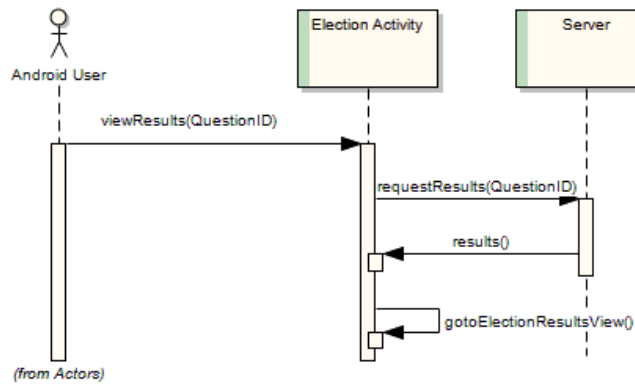 Election Activity
Server
Android User
viewResults(QuestionID)
requestResults(QuestionID)
results()
gotoElectionResultsView()
(from Actors)